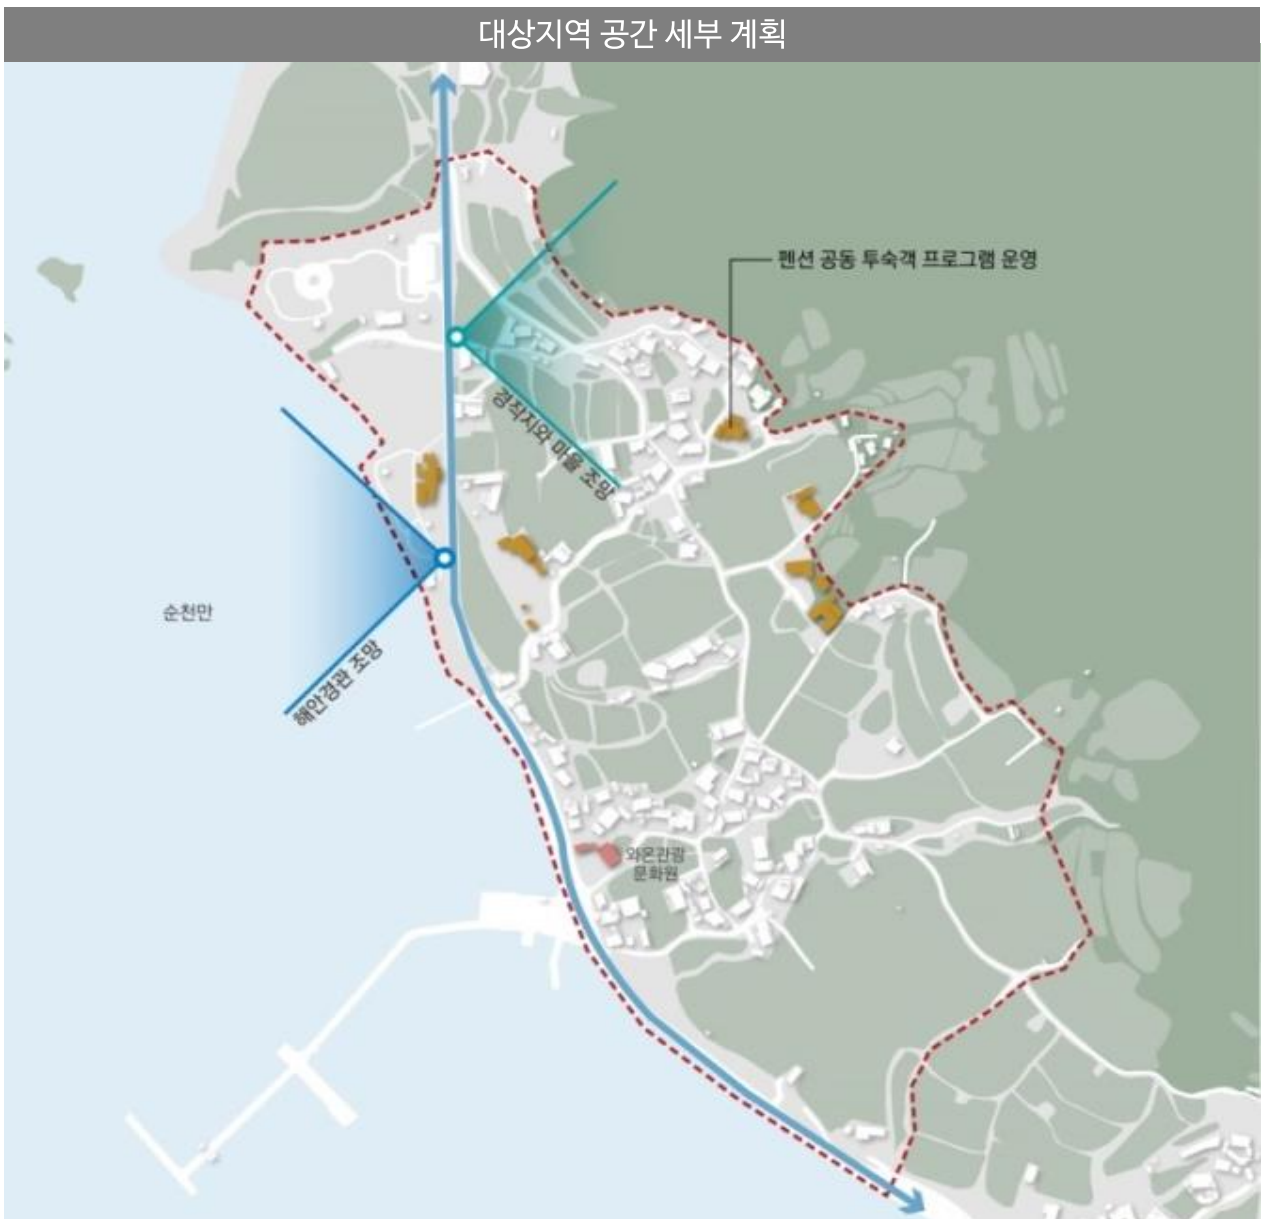 대상지역 공간 세부 계획
펜션 공동 투숙객 프로그램 운영
경작지와 마을 조망
순천만
해안경관 조망
와온관광
문화원